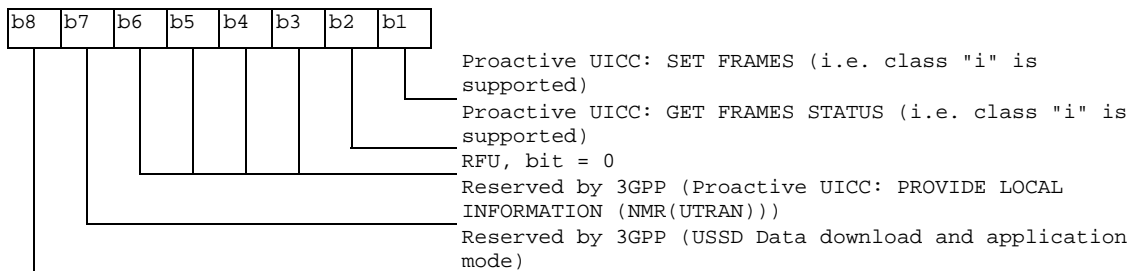 b8 b7 b6 b5 b4 b3 b2 b1
Proactive UICC: SET FRAMES (i.e. class "i" is
supported)
Proactive UICC: GET FRAMES STATUS (i.e. class "i" is
supported)
RFU, bit = 0
Reserved by 3GPP (Proactive UICC: PROVIDE LOCAL
INFORMATION (NMR(UTRAN)))
Reserved by 3GPP (USSD Data download and application
mode)